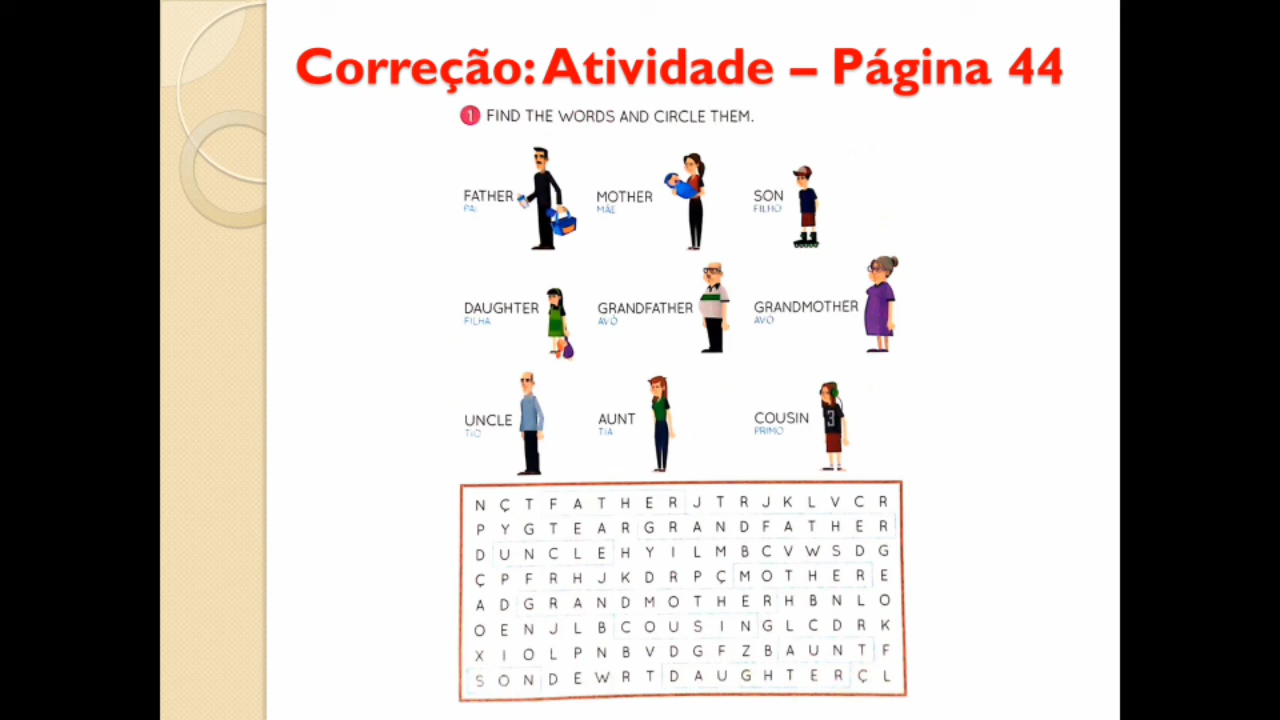 Correção: Atividade – Página 44
1 FIND THE WORDS AND CIRCLE THEM.
FATHER MOTHER SON
PAI MÃE FILHO
DAUGHTER GRANDFATHER GRANDMOTHER
FILHA AVÔ AVÓ
UNCLE AUNT COUSIN
TIO TIA PRIMO
3
N Ç T F A T H E R J T R J K L V C R
P Y G T E A R G R A N D F A T H E R
D U N C L E H Y I L M B C V W S D G
Ç P F R H J K D R P Ç M O T H E R E
A D G R A N D M O T H E R H B N L O
O E N J L B C O U S I N G L C D R K
X I O L P N B V D G F Z B A U N T F
S O N D E W R T D A U G H T E R Ç L